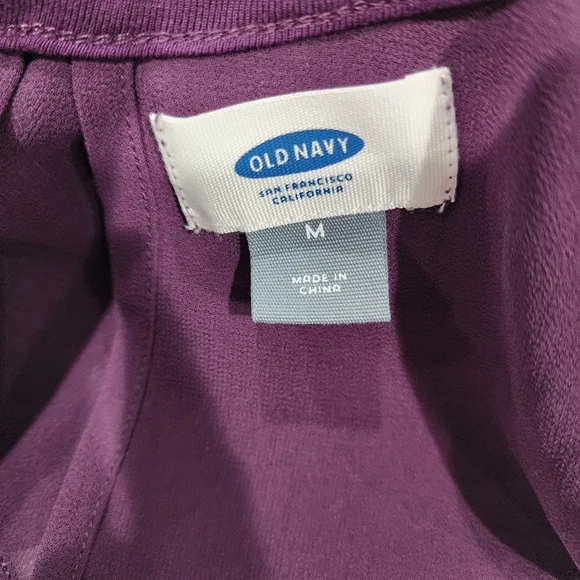 OLD NAVY
SAN FRANCISCO
CALIFORNIA
M
MADE IN
CHINA